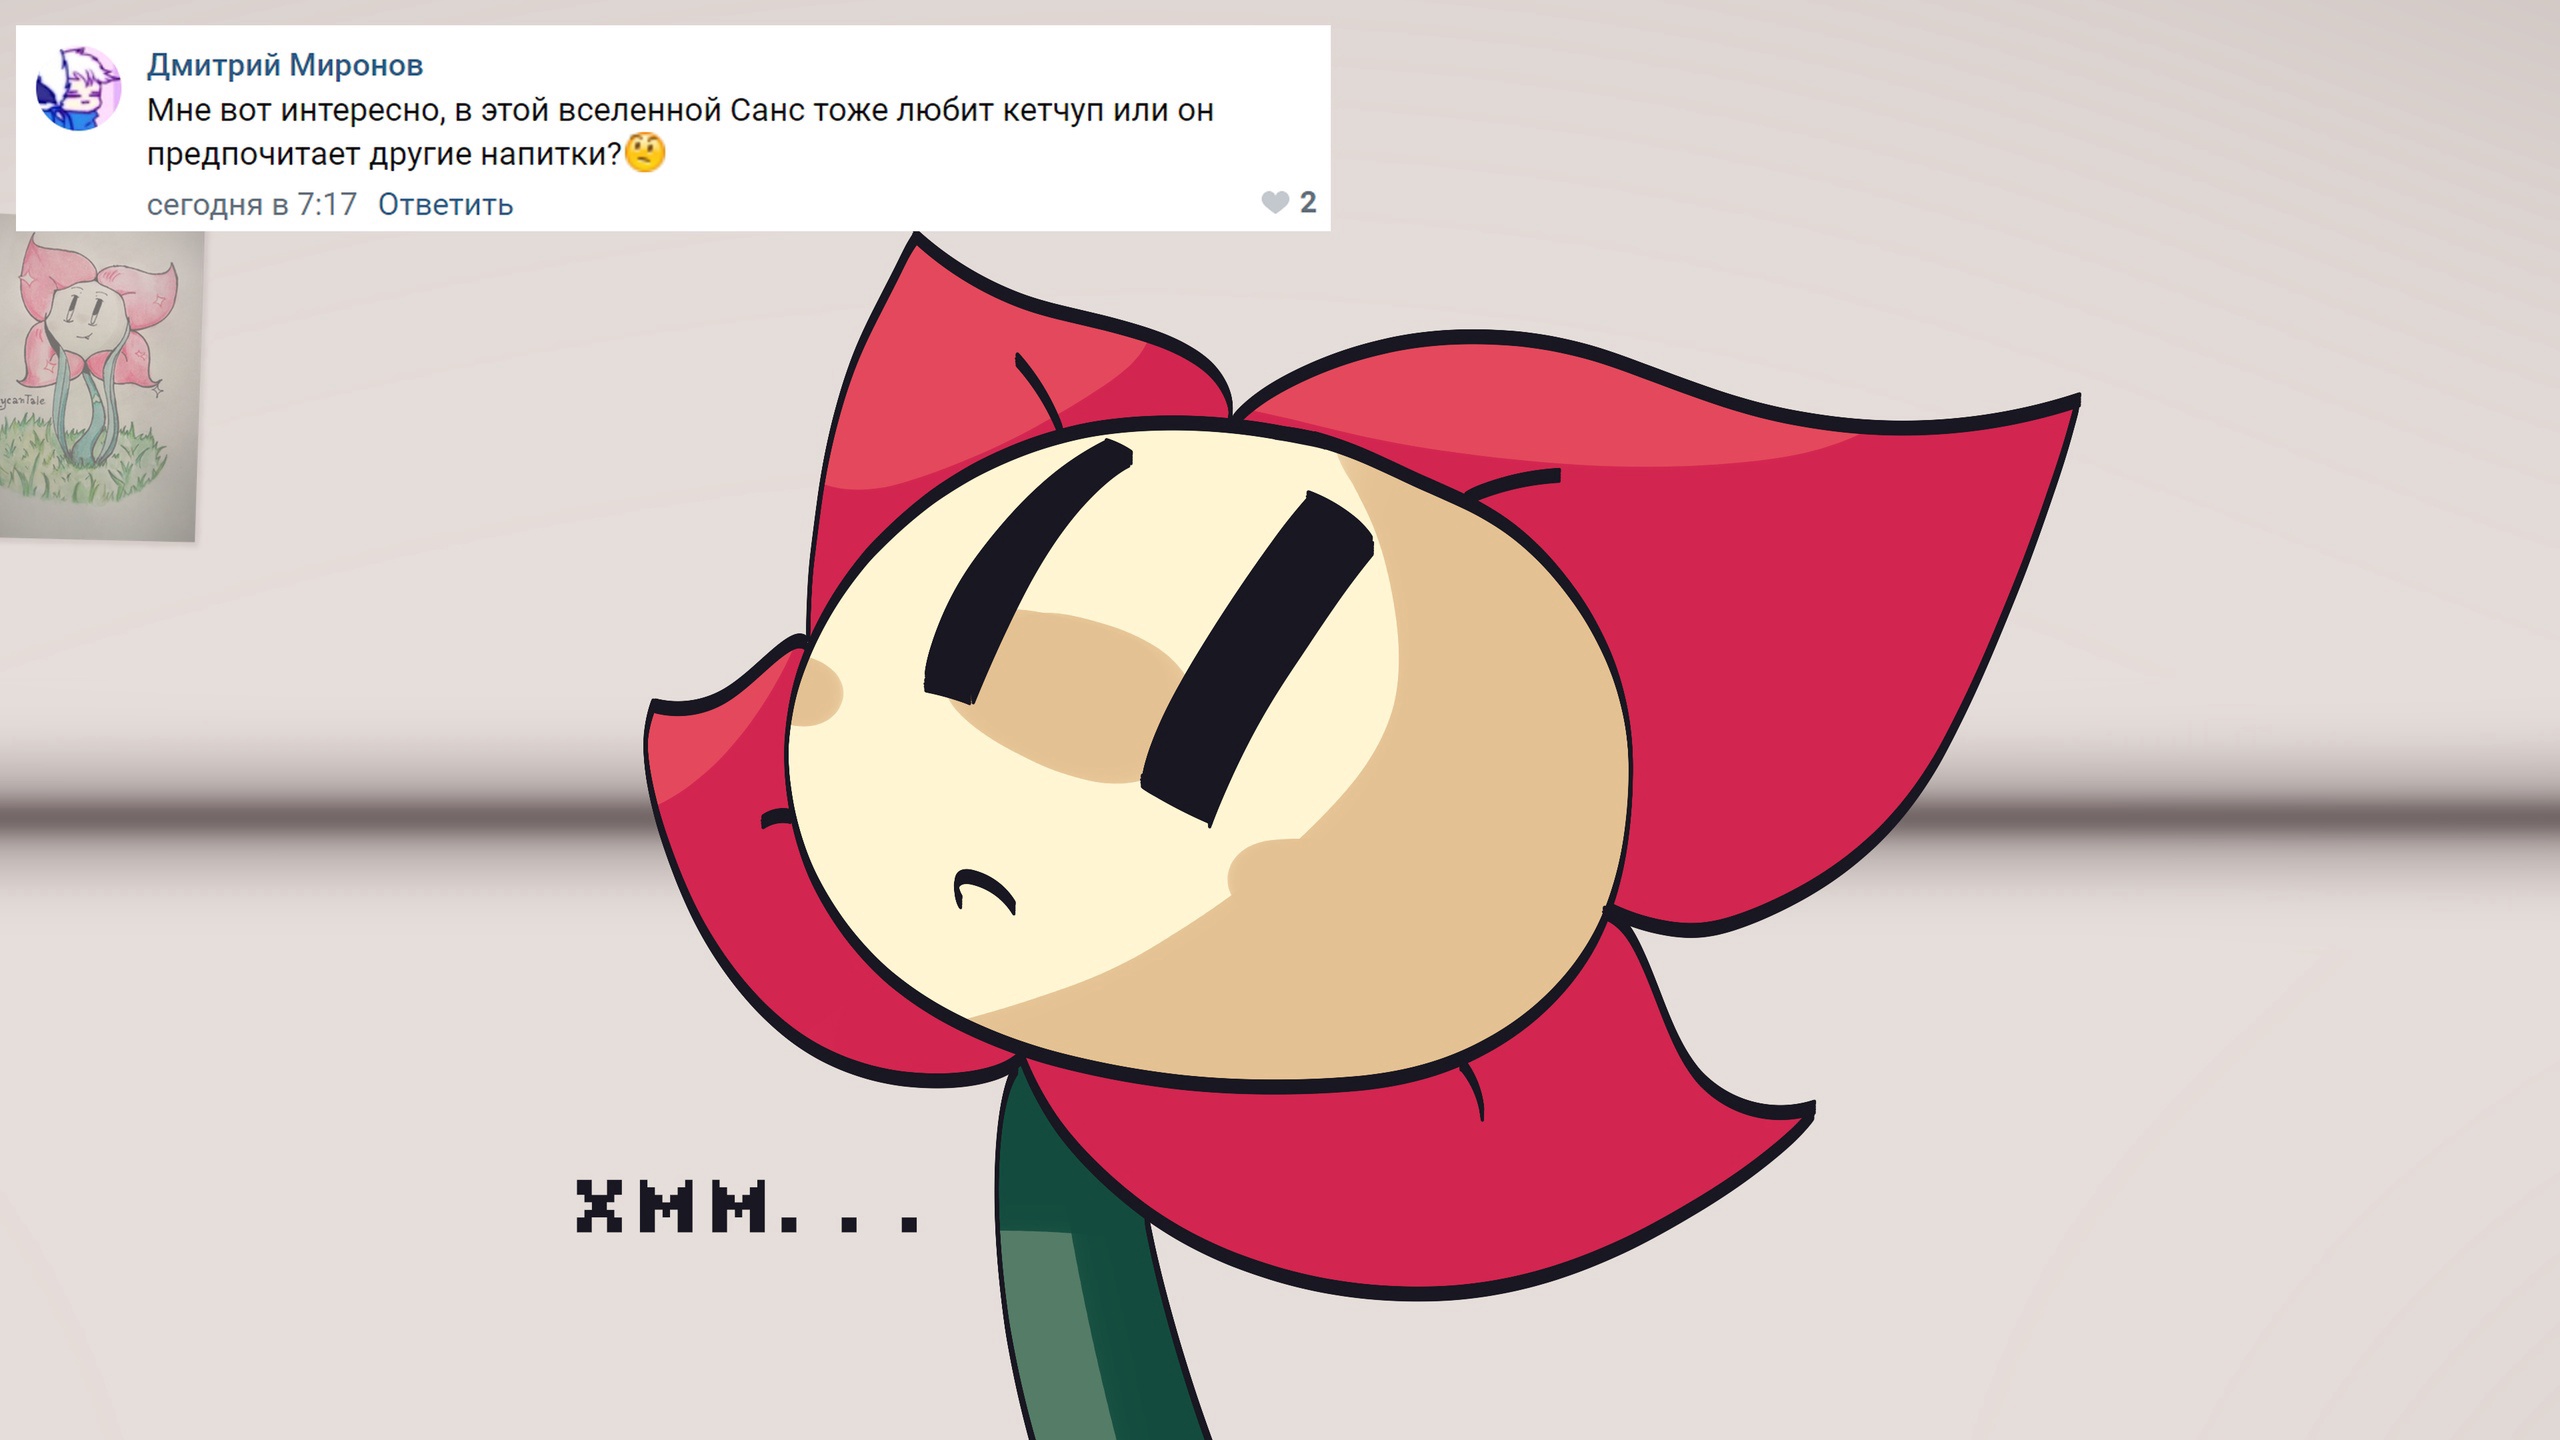 Дмитрий Миронов
Мне вот интересно, в этой вселенной Санс тоже любит кетчуп или он
предпочитает другие напитки?🤨
сегодня в 7:17 Ответить
2
ycanTale
ХММ...